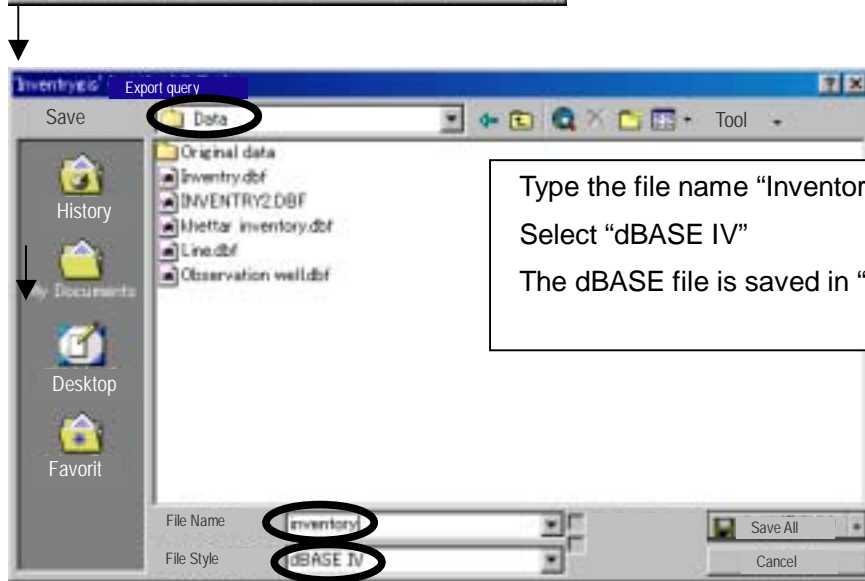 Inventrygis' Export query
Save Data Tool
Original data
Inventry.dbf
INVENTRY2.DBF
khettar inventory.dbf
Line.dbf
Observation well.dbf
History
My Documents
Desktop
Favorit
Type the file name “Inventor
Select “dBASE IV”
The dBASE file is saved in “
File Name inventory
Save All
File Style dBASE IV
Cancel